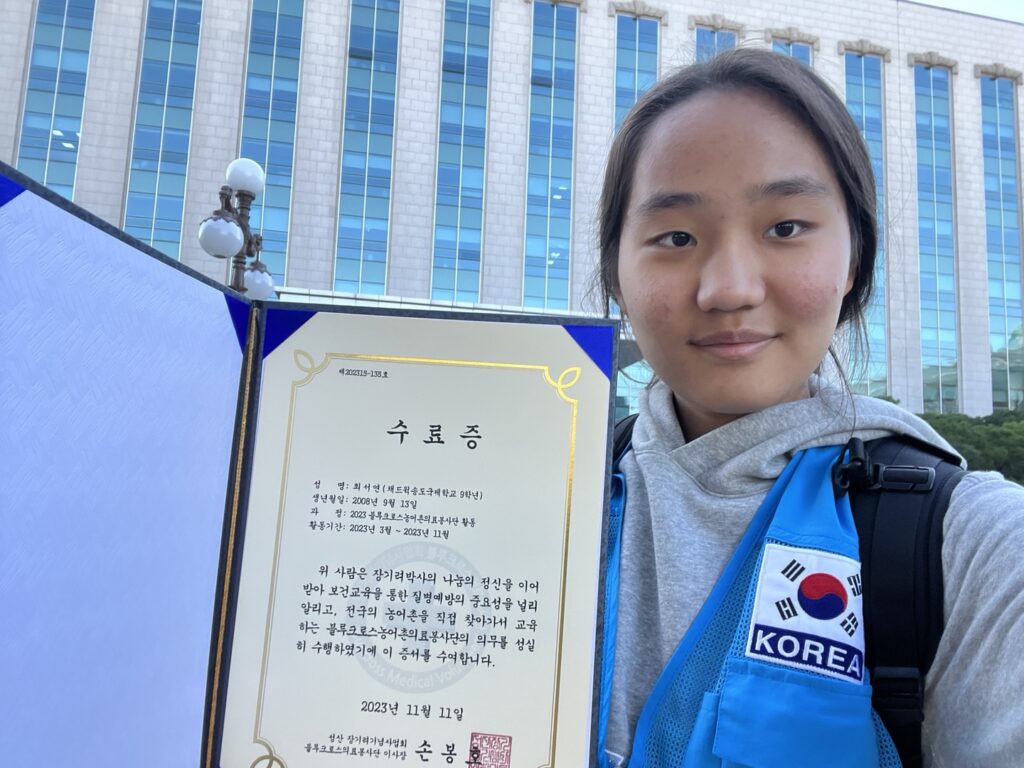 제202315-135호
수 료 증
성 명: 최서연(채드윅송도국제학교 9학년)
생년월일: 2008년 9월 13일
과 정: 2023 블루크로스농어촌의료봉사단 활동
활동기간: 2023년 3월 ~ 2023년 11월
위 사람은 장기려박사의 나눔의 정신을 이어
받아 보건교육을 통한 질병예방의 중요성을 널리
알리고, 전국의 농어촌을 직접 찾아가서 교육
하는 블루크로스농어촌의료봉사단의 의무를 성실
히 수행하였기에 이 증서를 수여합니다.
2023년 11월 11일
성산 장기려기념사업회
블루크로스의료봉사단 이사장 손 봉 호
KOREA